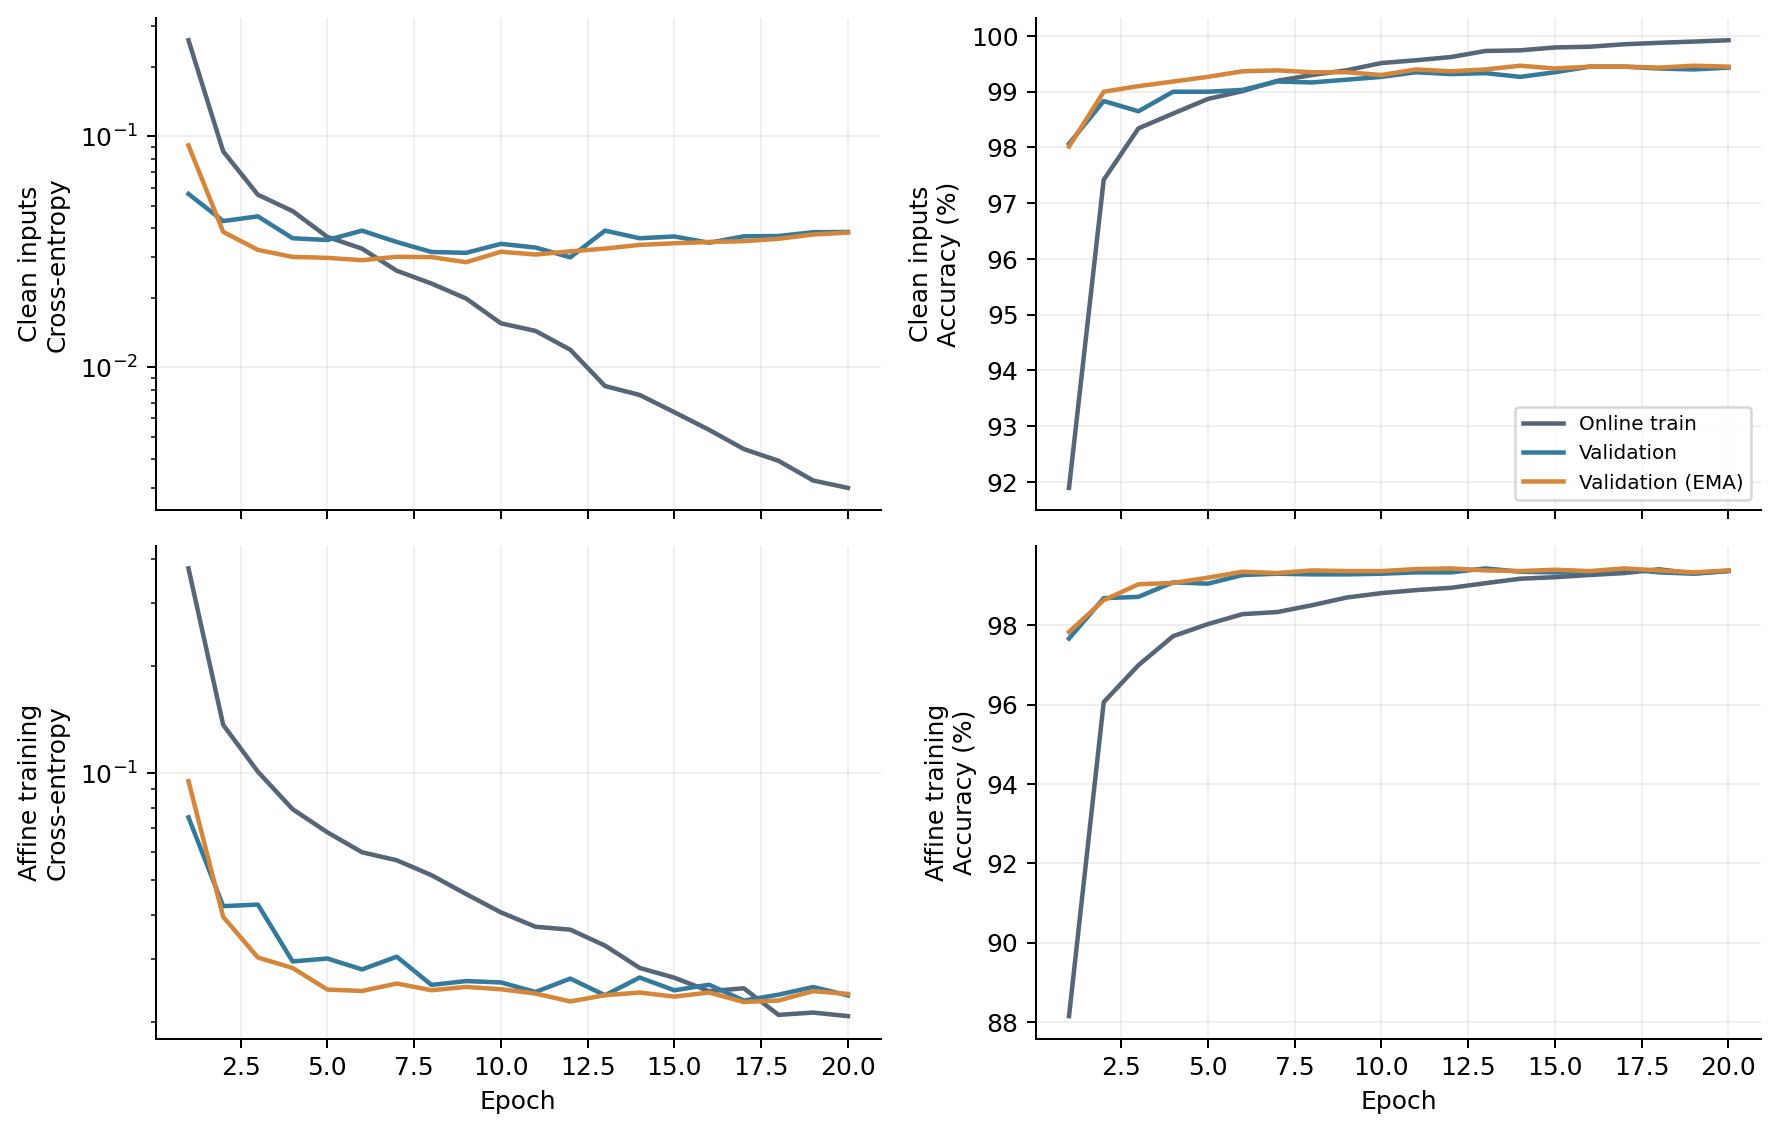 Clean inputs
Cross-entropy
10⁻¹
10⁻²
Clean inputs
Accuracy (%)
100
99
98
97
96
95
94
93
92
Online train
Validation
Validation (EMA)
Affine training
Cross-entropy
10⁻¹
2.5 5.0 7.5 10.0 12.5 15.0 17.5 20.0
Epoch
Affine training
Accuracy (%)
98
96
94
92
90
88
2.5 5.0 7.5 10.0 12.5 15.0 17.5 20.0
Epoch